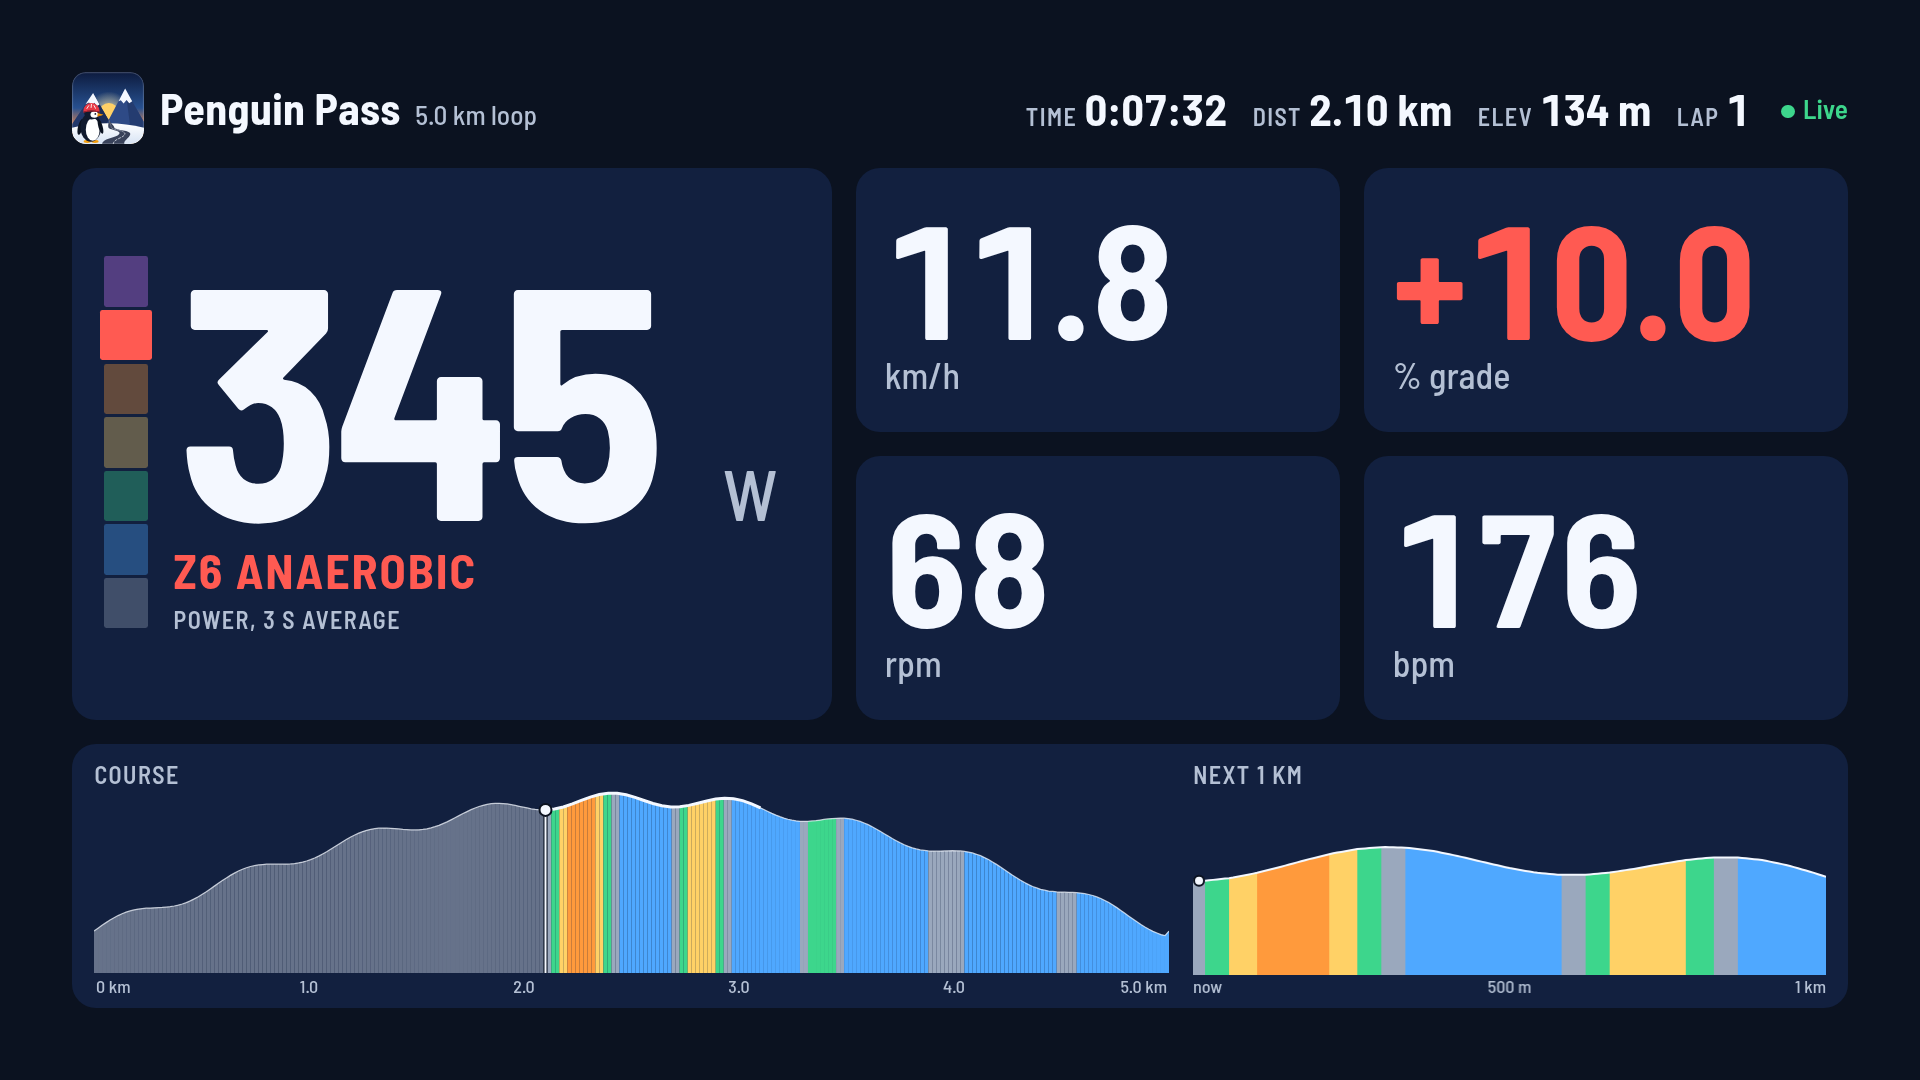 Penguin Pass 5.0 km loop
TIME 0:07:32 DIST 2.10 km ELEV 134 m LAP 1 Live
345 W
Z6 ANAEROBIC
POWER, 3 S AVERAGE
11.8
km/h
+10.0
% grade
68
rpm
176
bpm
COURSE
0 km 1.0 2.0 3.0 4.0 5.0 km
NEXT 1 KM
now 500 m 1 km